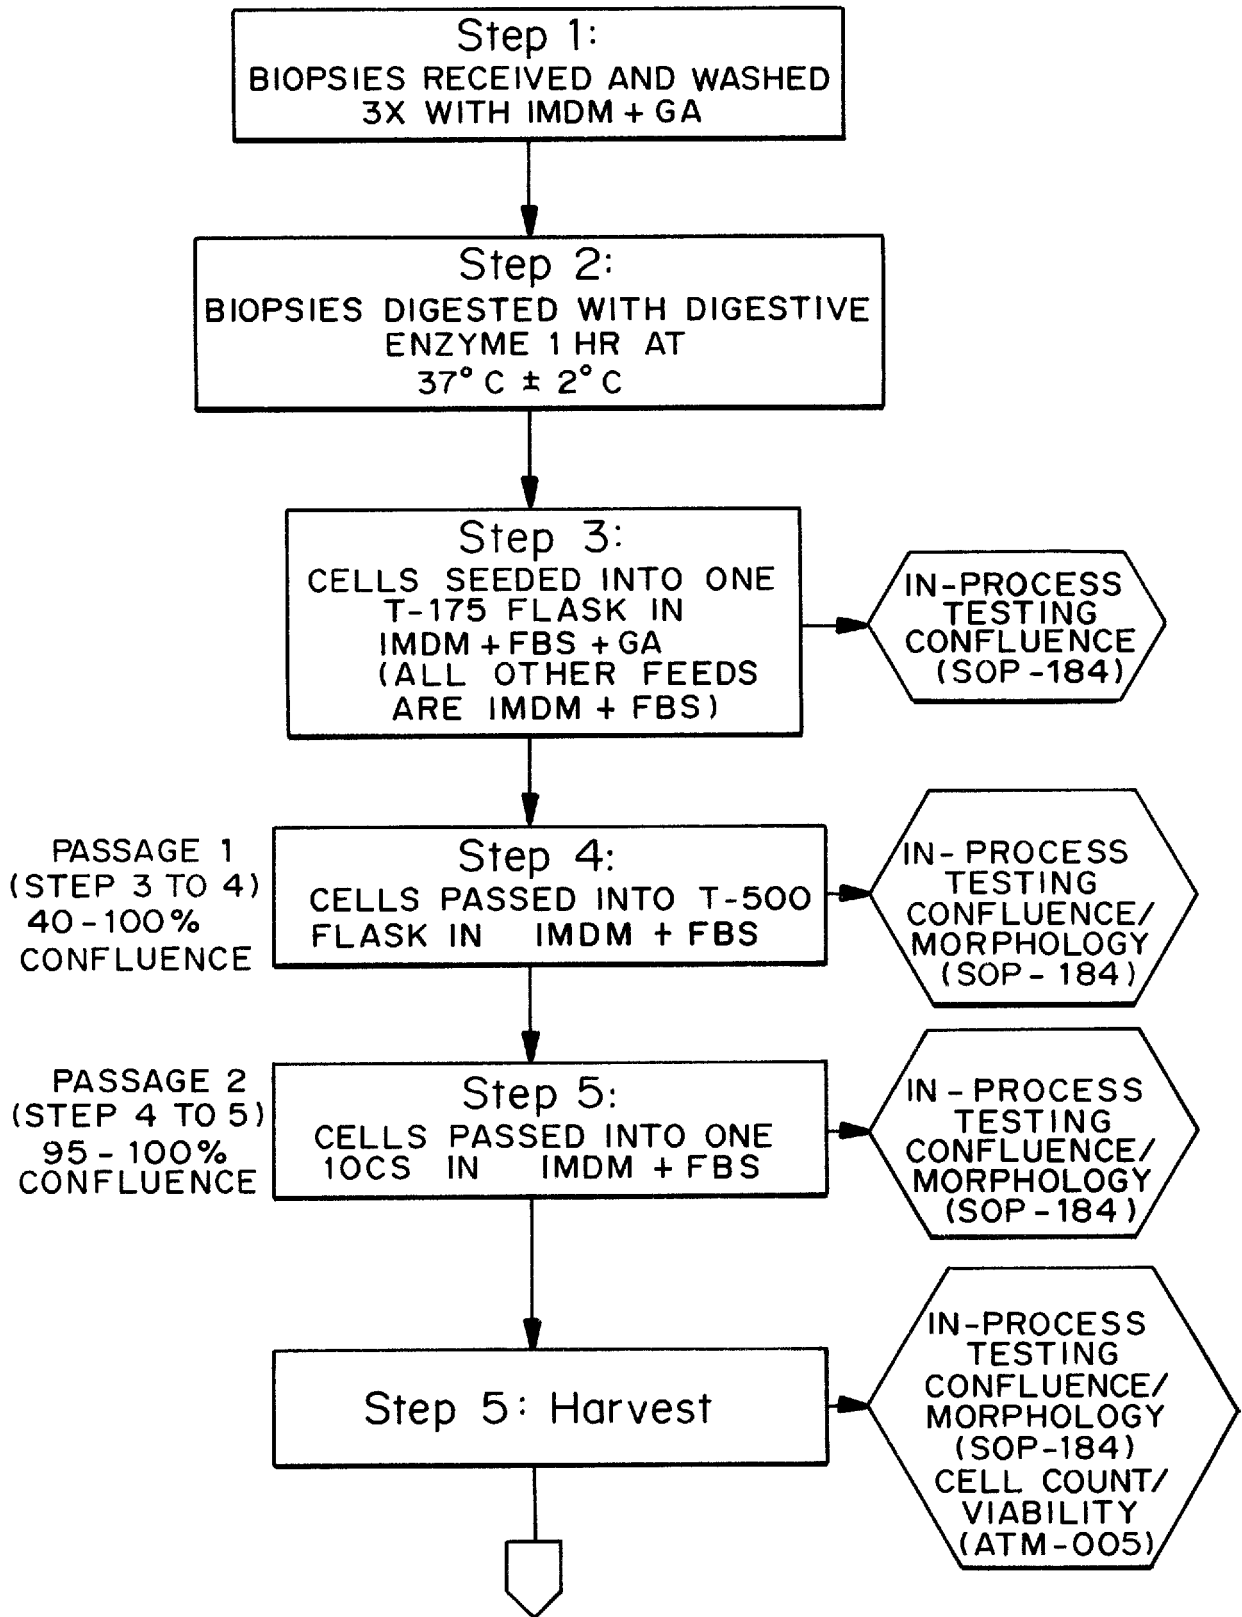 Step 1:
BIOPSIES RECEIVED AND WASHED
3X WITH IMDM + GA
Step 2:
BIOPSIES DIGESTED WITH DIGESTIVE
ENZYME 1 HR AT
37° C ± 2° C
Step 3:
CELLS SEEDED INTO ONE
T-175 FLASK IN
IMDM + FBS + GA
(ALL OTHER FEEDS
ARE IMDM + FBS)
IN-PROCESS
TESTING
CONFLUENCE
(SOP-184)
PASSAGE 1
(STEP 3 TO 4)
40-100%
CONFLUENCE
Step 4:
CELLS PASSED INTO T-500
FLASK IN IMDM + FBS
IN-PROCESS
TESTING
CONFLUENCE/
MORPHOLOGY
(SOP-184)
PASSAGE 2
(STEP 4 TO 5)
95-100%
CONFLUENCE
Step 5:
CELLS PASSED INTO ONE
10CS IN IMDM + FBS
IN-PROCESS
TESTING
CONFLUENCE/
MORPHOLOGY
(SOP-184)
Step 5: Harvest
IN-PROCESS
TESTING
CONFLUENCE/
MORPHOLOGY
(SOP-184)
CELL COUNT/
VIABILITY
(ATM-005)